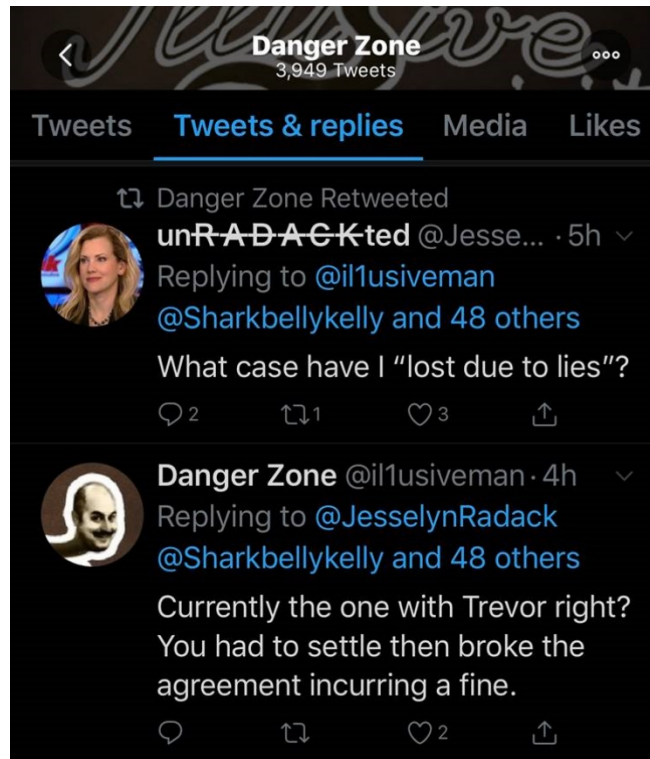 Danger Zone
3,949 Tweets
Tweets Tweets & replies Media Likes
Danger Zone Retweeted
unRADACKted @Jesse... · 5h
Replying to @il1usiveman
@Sharkbellykelly and 48 others
What case have I “lost due to lies”?
2 1 3
Danger Zone @il1usiveman · 4h
Replying to @JesselynRadack
@Sharkbellykelly and 48 others
Currently the one with Trevor right?
You had to settle then broke the
agreement incurring a fine.
2